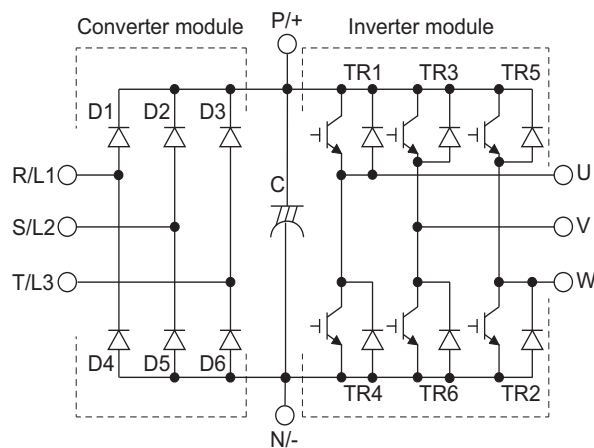 Converter module
P/+
Inverter module
TR1
TR3
TR5
D1
D2
D3
R/L1
C
U
S/L2
V
T/L3
W
D4
D5
D6
TR4
TR6
TR2
N/-